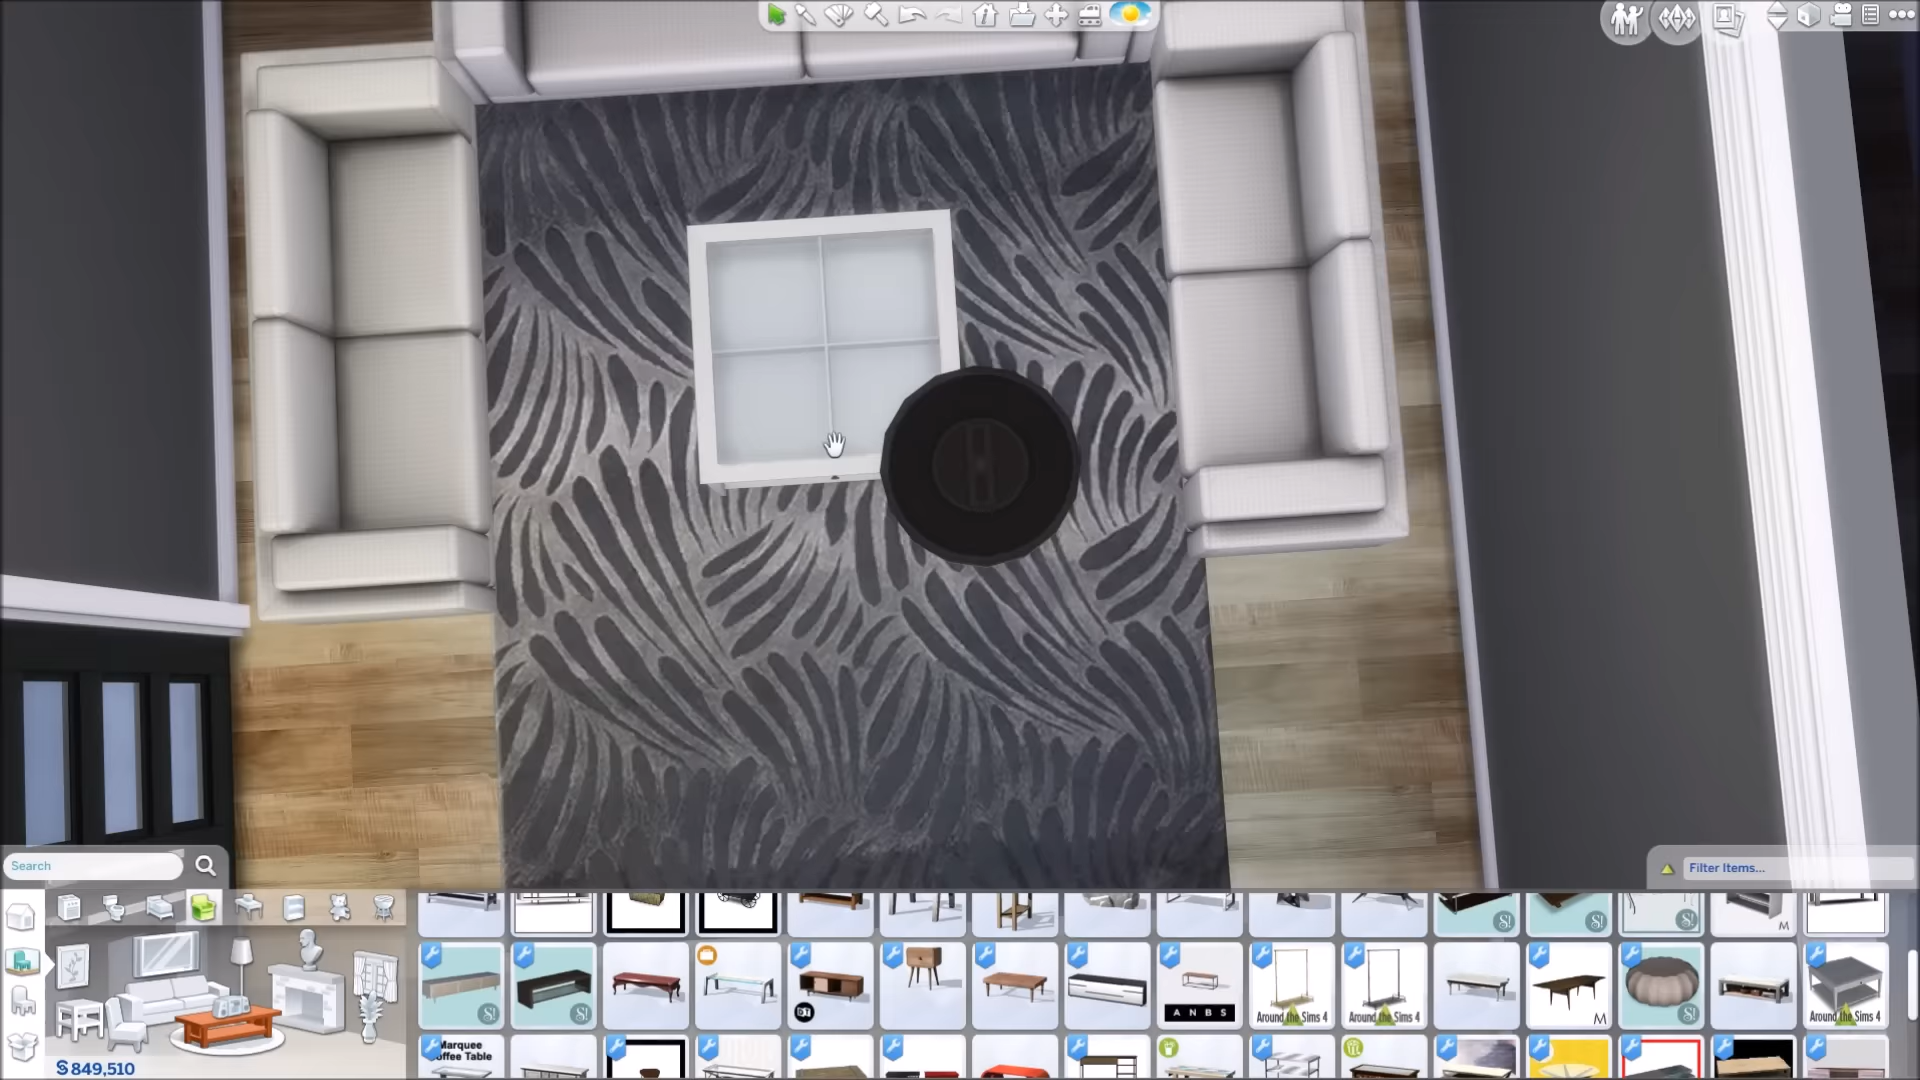 Search
Filter Items...
S! S! S! M
S! S! DT ANBS Around the Sims 4 Around the Sims 4 M S! Around the Sims 4
Marquee
offee Table
§849,510